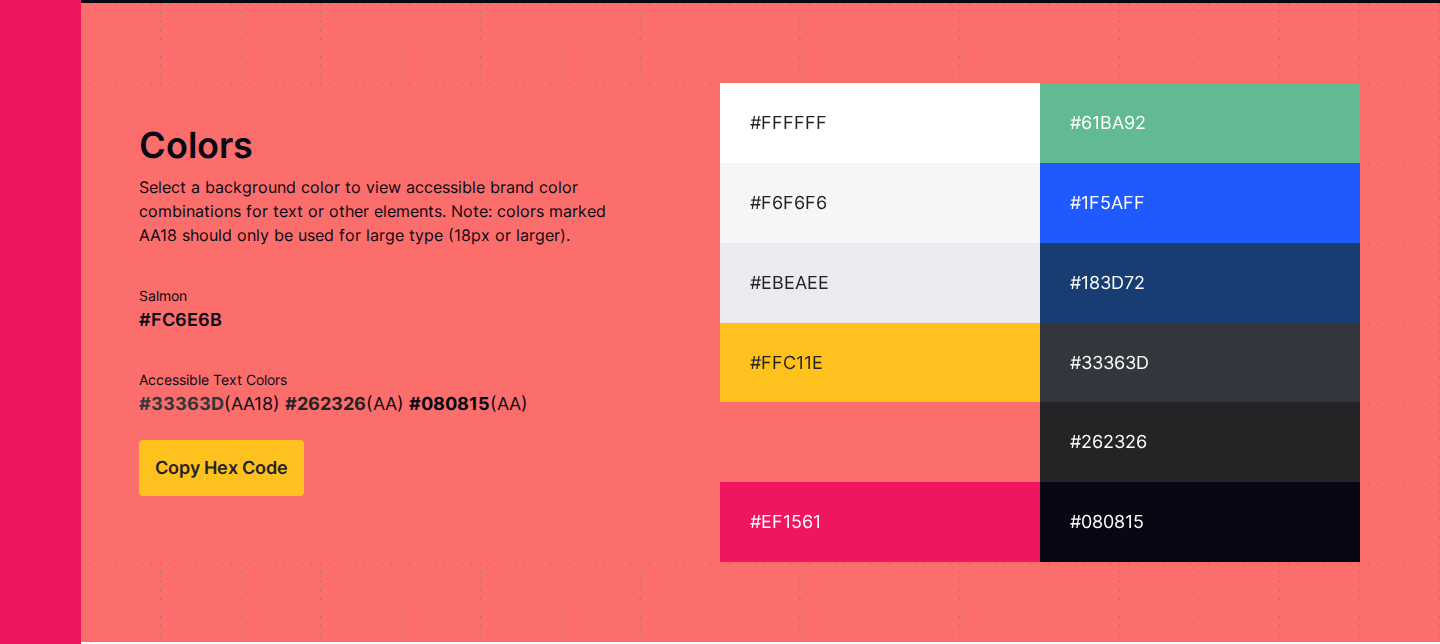 Colors
Select a background color to view accessible brand color
combinations for text or other elements. Note: colors marked
AA18 should only be used for large type (18px or larger).
Salmon
#FC6E6B
Accessible Text Colors
#33363D(AA18) #262326(AA) #080815(AA)
Copy Hex Code
#FFFFFF
#61BA92
#F6F6F6
#1F5AFF
#EBEAEE
#183D72
#FFC11E
#33363D
#262326
#EF1561
#080815